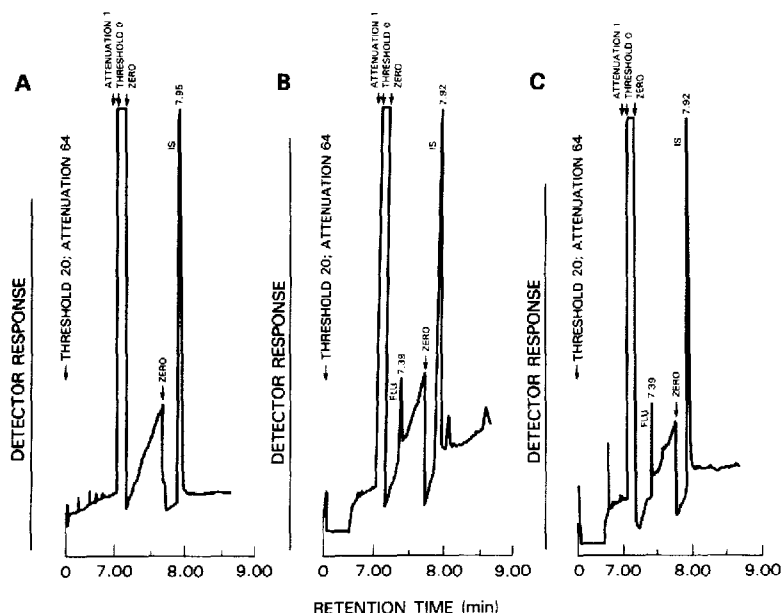 A
ATTENUATION 1
THRESHOLD 0
ZERO
THRESHOLD 20; ATTENUATION 64
DETECTOR RESPONSE
ZERO
IS
7.95
0 7.00 8.00 9.00
B
ATTENUATION 1
THRESHOLD 0
ZERO
THRESHOLD 20; ATTENUATION 64
DETECTOR RESPONSE
FLU
7.39
ZERO
IS
7.92
0 7.00 8.00 9.00
C
ATTENUATION 1
THRESHOLD 0
ZERO
THRESHOLD 20; ATTENUATION 64
DETECTOR RESPONSE
FLU
7.39
ZERO
IS
7.92
0 7.00 8.00 9.00
RETENTION TIME (min)